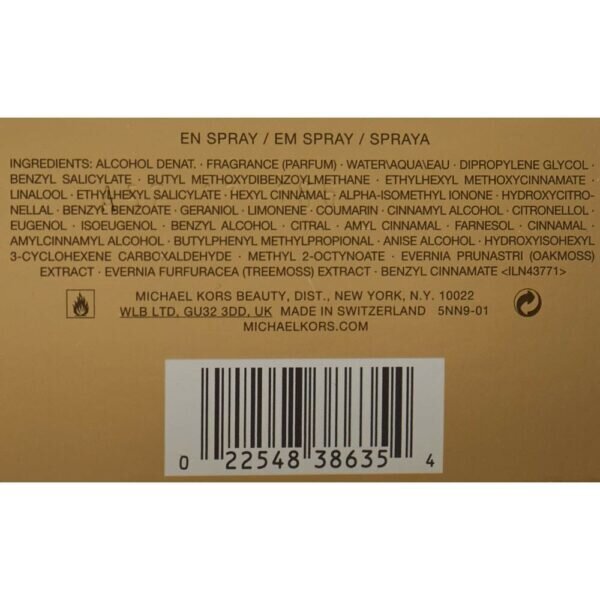 EN SPRAY / EM SPRAY / SPRAYA
INGREDIENTS: ALCOHOL DENAT. · FRAGRANCE (PARFUM) · WATER\AQUA\EAU · DIPROPYLENE GLYCOL ·
BENZYL SALICYLATE · BUTYL METHOXYDIBENZOYLMETHANE · ETHYLHEXYL METHOXYCINNAMATE ·
LINALOOL · ETHYLHEXYL SALICYLATE · HEXYL CINNAMAL · ALPHA-ISOMETHYL IONONE · HYDROXYCITRO-
NELLAL · BENZYL BENZOATE · GERANIOL · LIMONENE · COUMARIN · CINNAMYL ALCOHOL · CITRONELLOL ·
EUGENOL · ISOEUGENOL · BENZYL ALCOHOL · CITRAL · AMYL CINNAMAL · FARNESOL · CINNAMAL ·
AMYLCINNAMYL ALCOHOL · BUTYLPHENYL METHYLPROPIONAL · ANISE ALCOHOL · HYDROXYISOHEXYL
3-CYCLOHEXENE CARBOXALDEHYDE · METHYL 2-OCTYNOATE · EVERNIA PRUNASTRI (OAKMOSS)
EXTRACT · EVERNIA FURFURACEA (TREEMOSS) EXTRACT · BENZYL CINNAMATE <ILN43771>
MICHAEL KORS BEAUTY, DIST., NEW YORK, N.Y. 10022
WLB LTD, GU32 3DD, UK MADE IN SWITZERLAND 5NN9-01
MICHAELKORS.COM
0 22548 38635 4